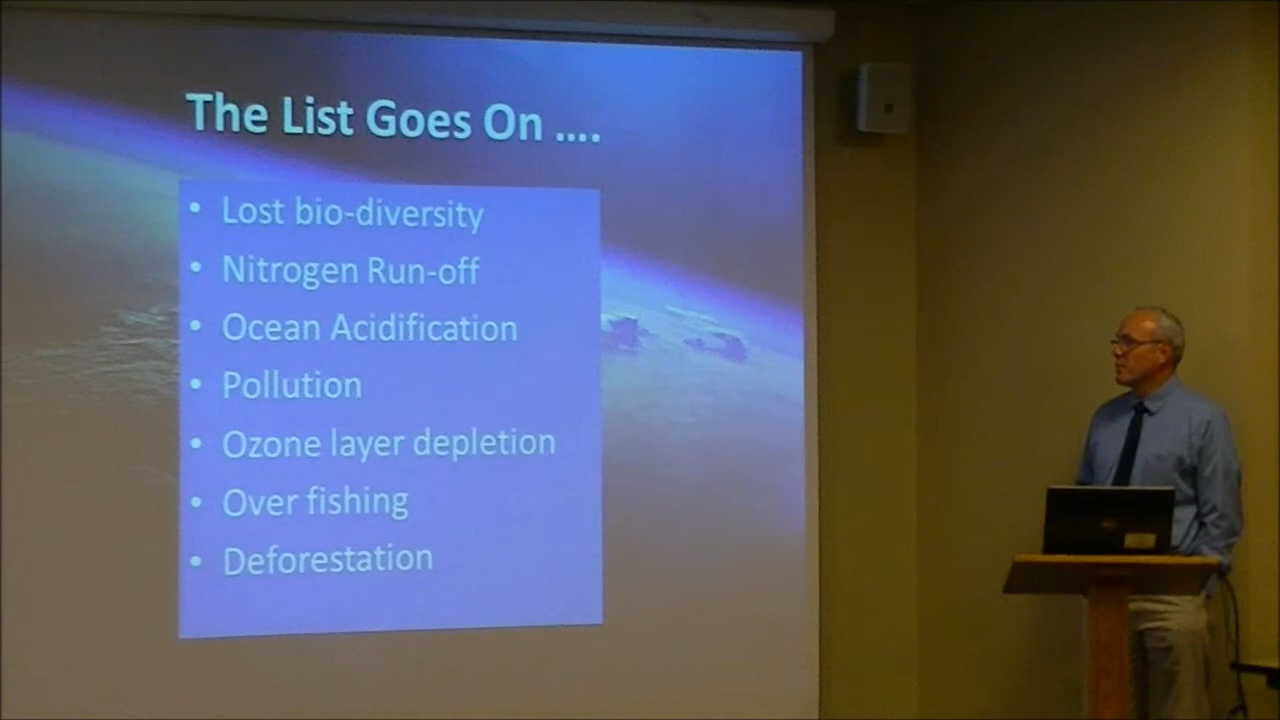 The List Goes On ....
• Lost bio-diversity
• Nitrogen Run-off
• Ocean Acidification
• Pollution
• Ozone layer depletion
• Over fishing
• Deforestation